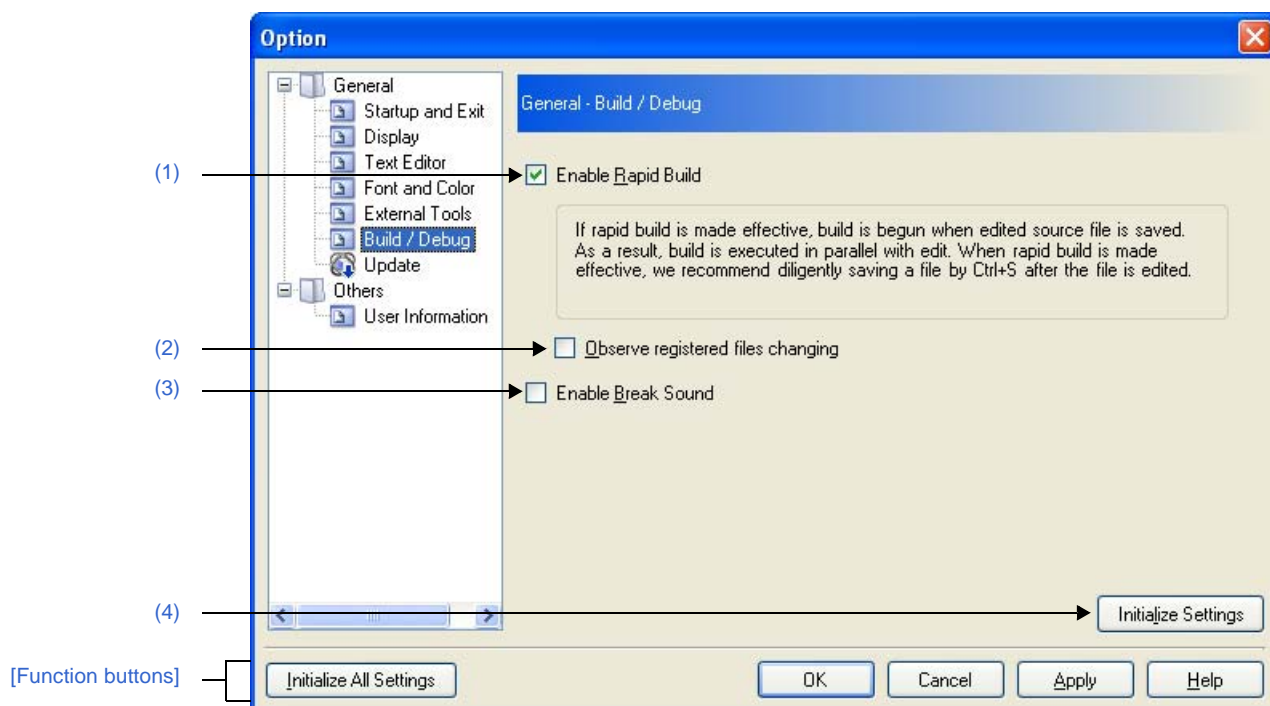 Option
General
Startup and Exit
Display
Text Editor
Font and Color
External Tools
Build / Debug
Update
Others
User Information
General - Build / Debug
(1)
Enable Rapid Build
If rapid build is made effective, build is begun when edited source file is saved.
As a result, build is executed in parallel with edit. When rapid build is made
effective, we recommend diligently saving a file by Ctrl+S after the file is edited.
(2)
Observe registered files changing
(3)
Enable Break Sound
(4)
Initialize Settings
[Function buttons]
Initialize All Settings
OK
Cancel
Apply
Help